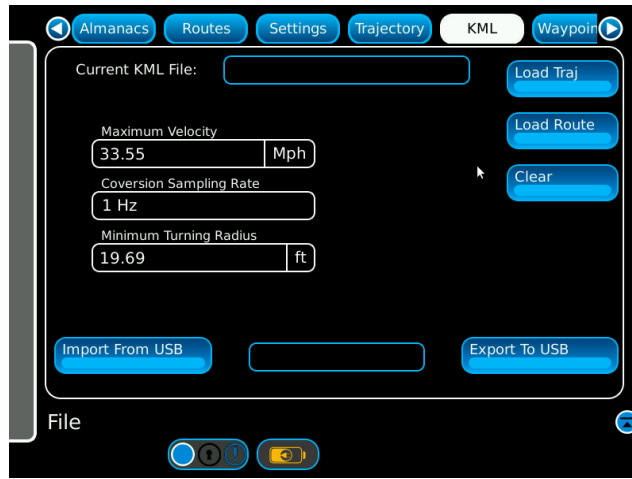 Almanacs
Routes
Settings
Trajectory
KML
Waypoin
Current KML File:
Load Traj
Load Route
Clear
Maximum Velocity
33.55
Mph
Coversion Sampling Rate
1 Hz
Minimum Turning Radius
19.69
ft
Import From USB
Export To USB
File